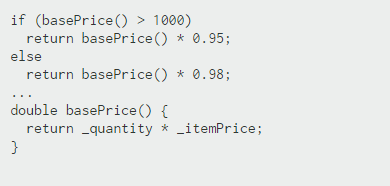 if (basePrice() > 1000)
  return basePrice() * 0.95;
else
  return basePrice() * 0.98;
...
double basePrice() {
  return _quantity * _itemPrice;
}